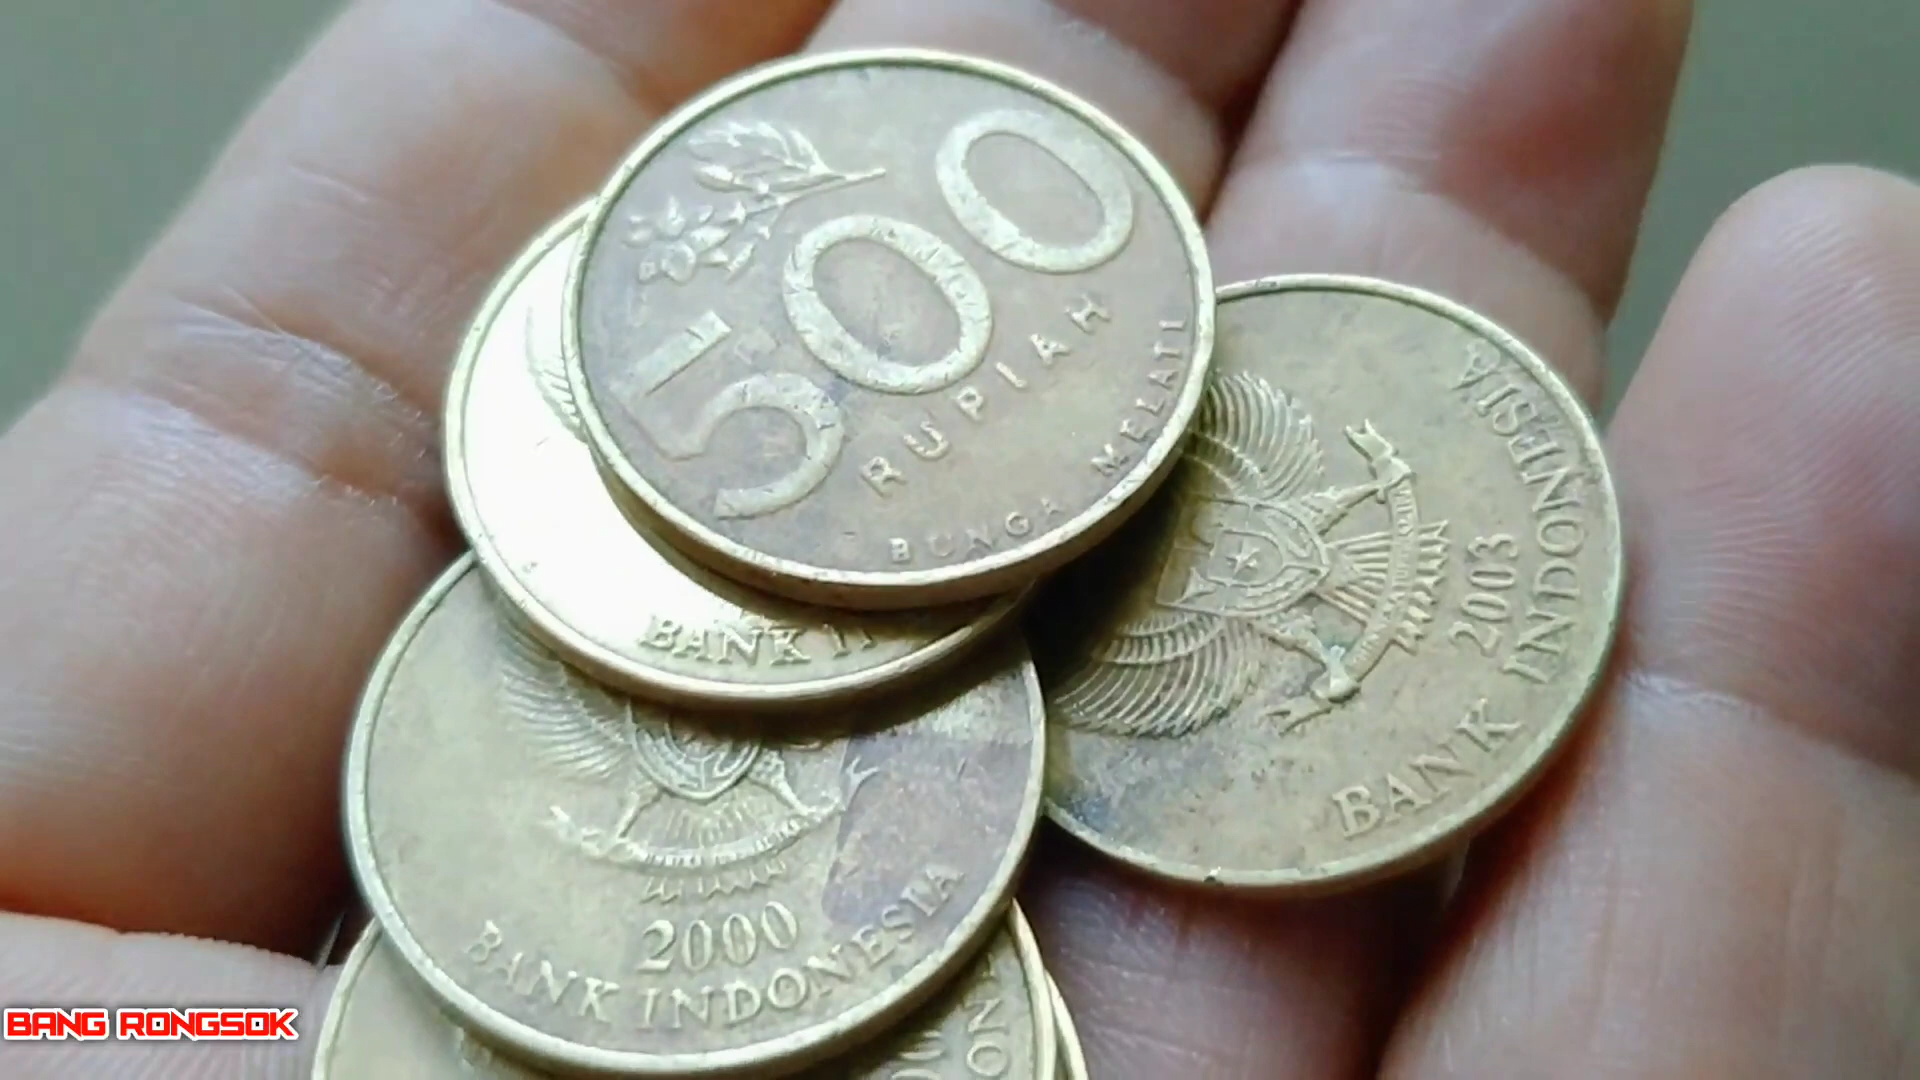 500
RUPIAH
BUNGA MELATI
BANK
2003
BANK INDONESIA
2000
BANK INDONESIA
BANG RONGSOK